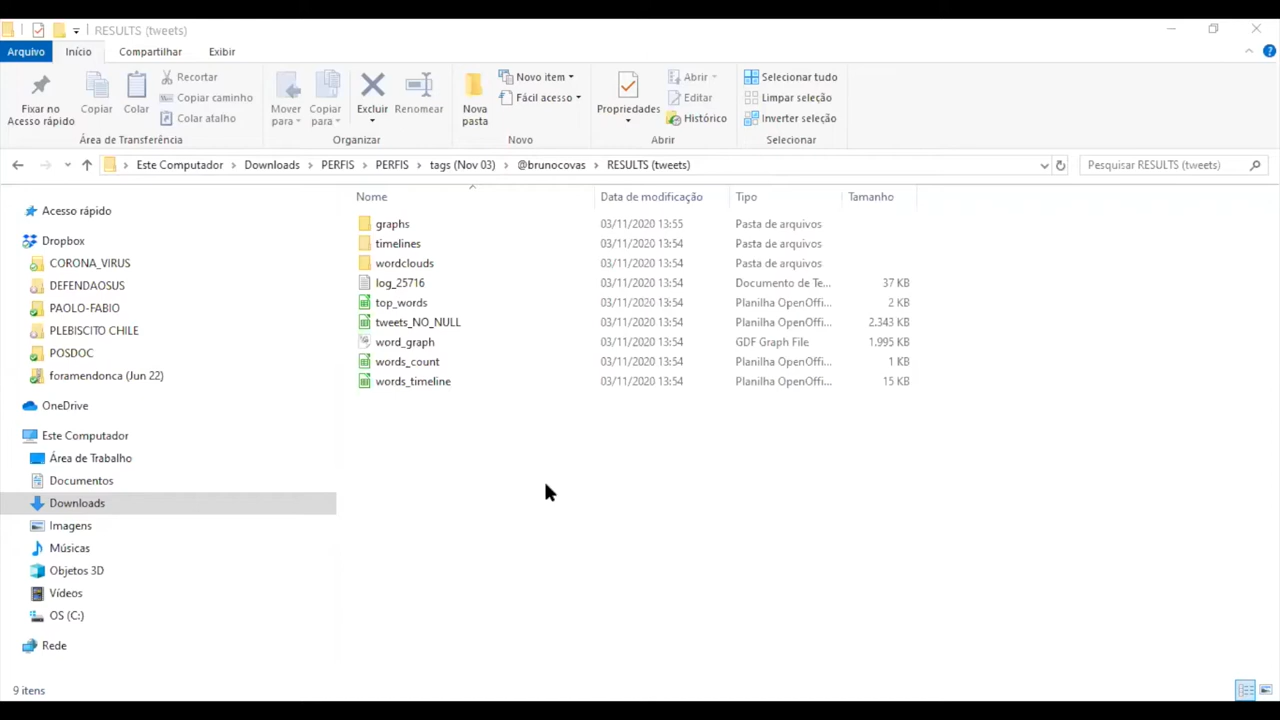 RESULTS (tweets)
Arquivo Início Compartilhar Exibir
Fixar no Acesso rápido
Copiar
Colar
Recortar
Copiar caminho
Colar atalho
Área de Transferência
Mover para
Copiar para
Excluir
Renomear
Organizar
Nova pasta
Novo item
Fácil acesso
Novo
Propriedades
Abrir
Editar
Histórico
Abrir
Selecionar tudo
Limpar seleção
Inverter seleção
Selecionar
Este Computador > Downloads > PERFIS > PERFIS > tags (Nov 03) > @brunocovas > RESULTS (tweets)
Pesquisar RESULTS (tweets)
Acesso rápido
Dropbox
CORONA_VIRUS
DEFENDAOSUS
PAOLO-FABIO
PLEBISCITO CHILE
POSDOC
foramendonca (Jun 22)
OneDrive
Este Computador
Área de Trabalho
Documentos
Downloads
Imagens
Músicas
Objetos 3D
Vídeos
OS (C:)
Rede
Nome Data de modificação Tipo Tamanho
graphs 03/11/2020 13:55 Pasta de arquivos
timelines 03/11/2020 13:54 Pasta de arquivos
wordclouds 03/11/2020 13:54 Pasta de arquivos
log_25716 03/11/2020 13:54 Documento de Te... 37 KB
top_words 03/11/2020 13:54 Planilha OpenOffi... 2 KB
tweets_NO_NULL 03/11/2020 13:54 Planilha OpenOffi... 2.343 KB
word_graph 03/11/2020 13:54 GDF Graph File 1.995 KB
words_count 03/11/2020 13:54 Planilha OpenOffi... 1 KB
words_timeline 03/11/2020 13:54 Planilha OpenOffi... 15 KB
9 itens